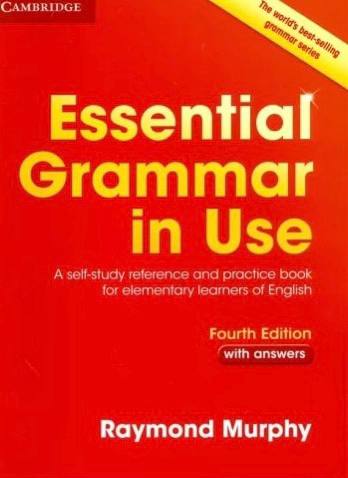 CAMBRIDGE
The world's best-selling
grammar series
Essential
Grammar
in Use
A self-study reference and practice book
for elementary learners of English
Fourth Edition
with answers
Raymond Murphy